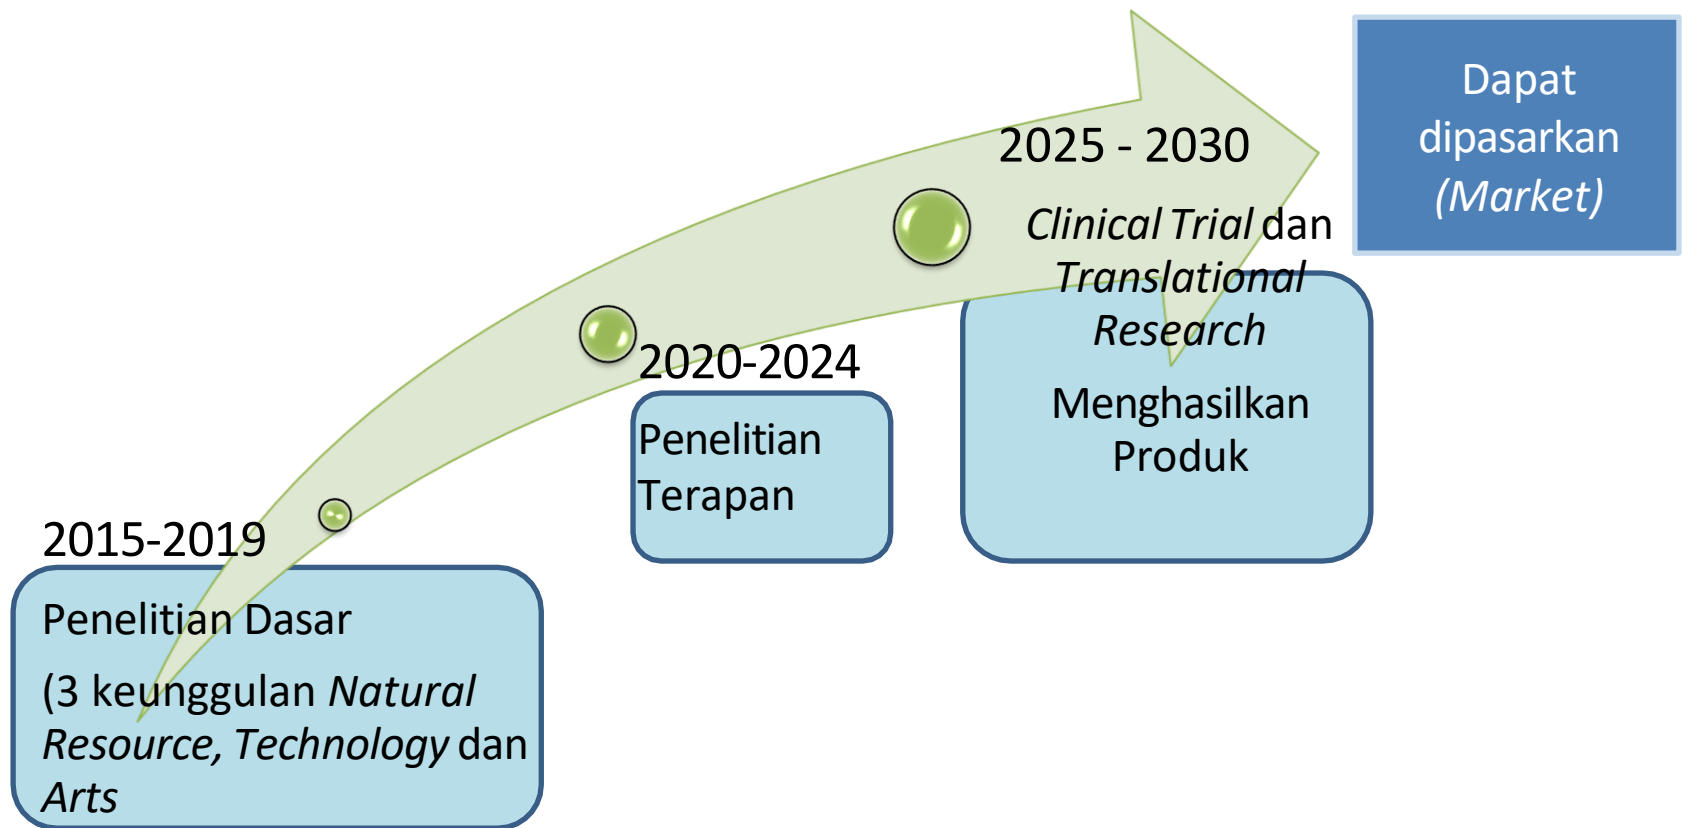 2015-2019
Penelitian Dasar
(3 keunggulan Natural
Resource, Technology dan
Arts
2020-2024
Penelitian
Terapan
2025 - 2030
Clinical Trial dan
Translational
Research
Menghasilkan
Produk
Dapat
dipasarkan
(Market)